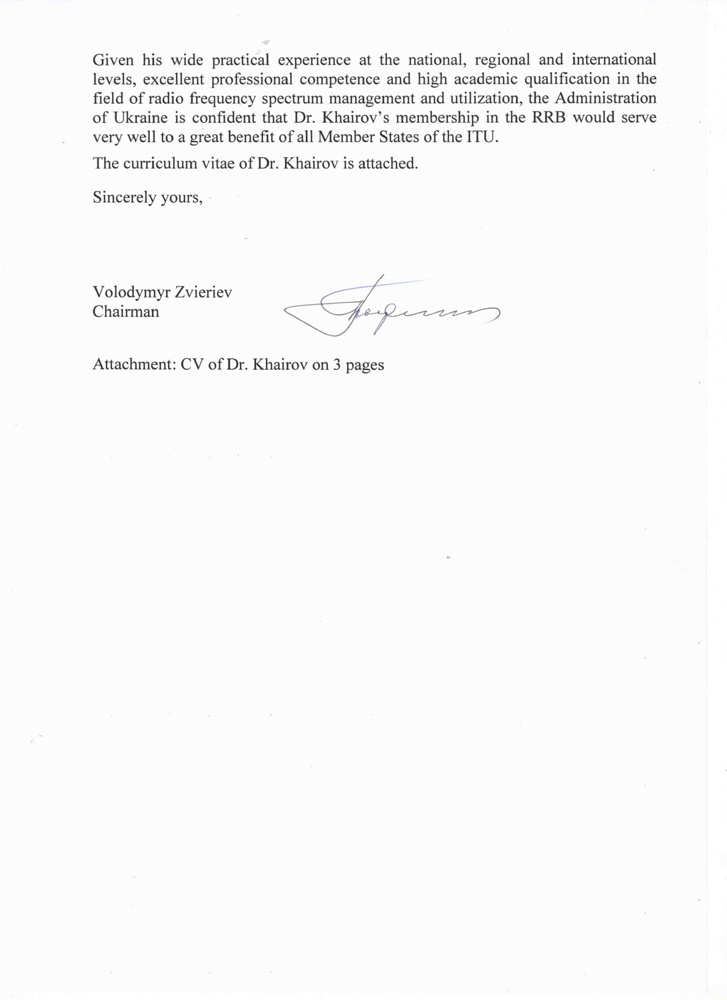 Given his wide practical experience at the national, regional and international
levels, excellent professional competence and high academic qualification in the
field of radio frequency spectrum management and utilization, the Administration
of Ukraine is confident that Dr. Khairov’s membership in the RRB would serve
very well to a great benefit of all Member States of the ITU.
The curriculum vitae of Dr. Khairov is attached.
Sincerely yours,
Volodymyr Zvieriev
Chairman
Attachment: CV of Dr. Khairov on 3 pages